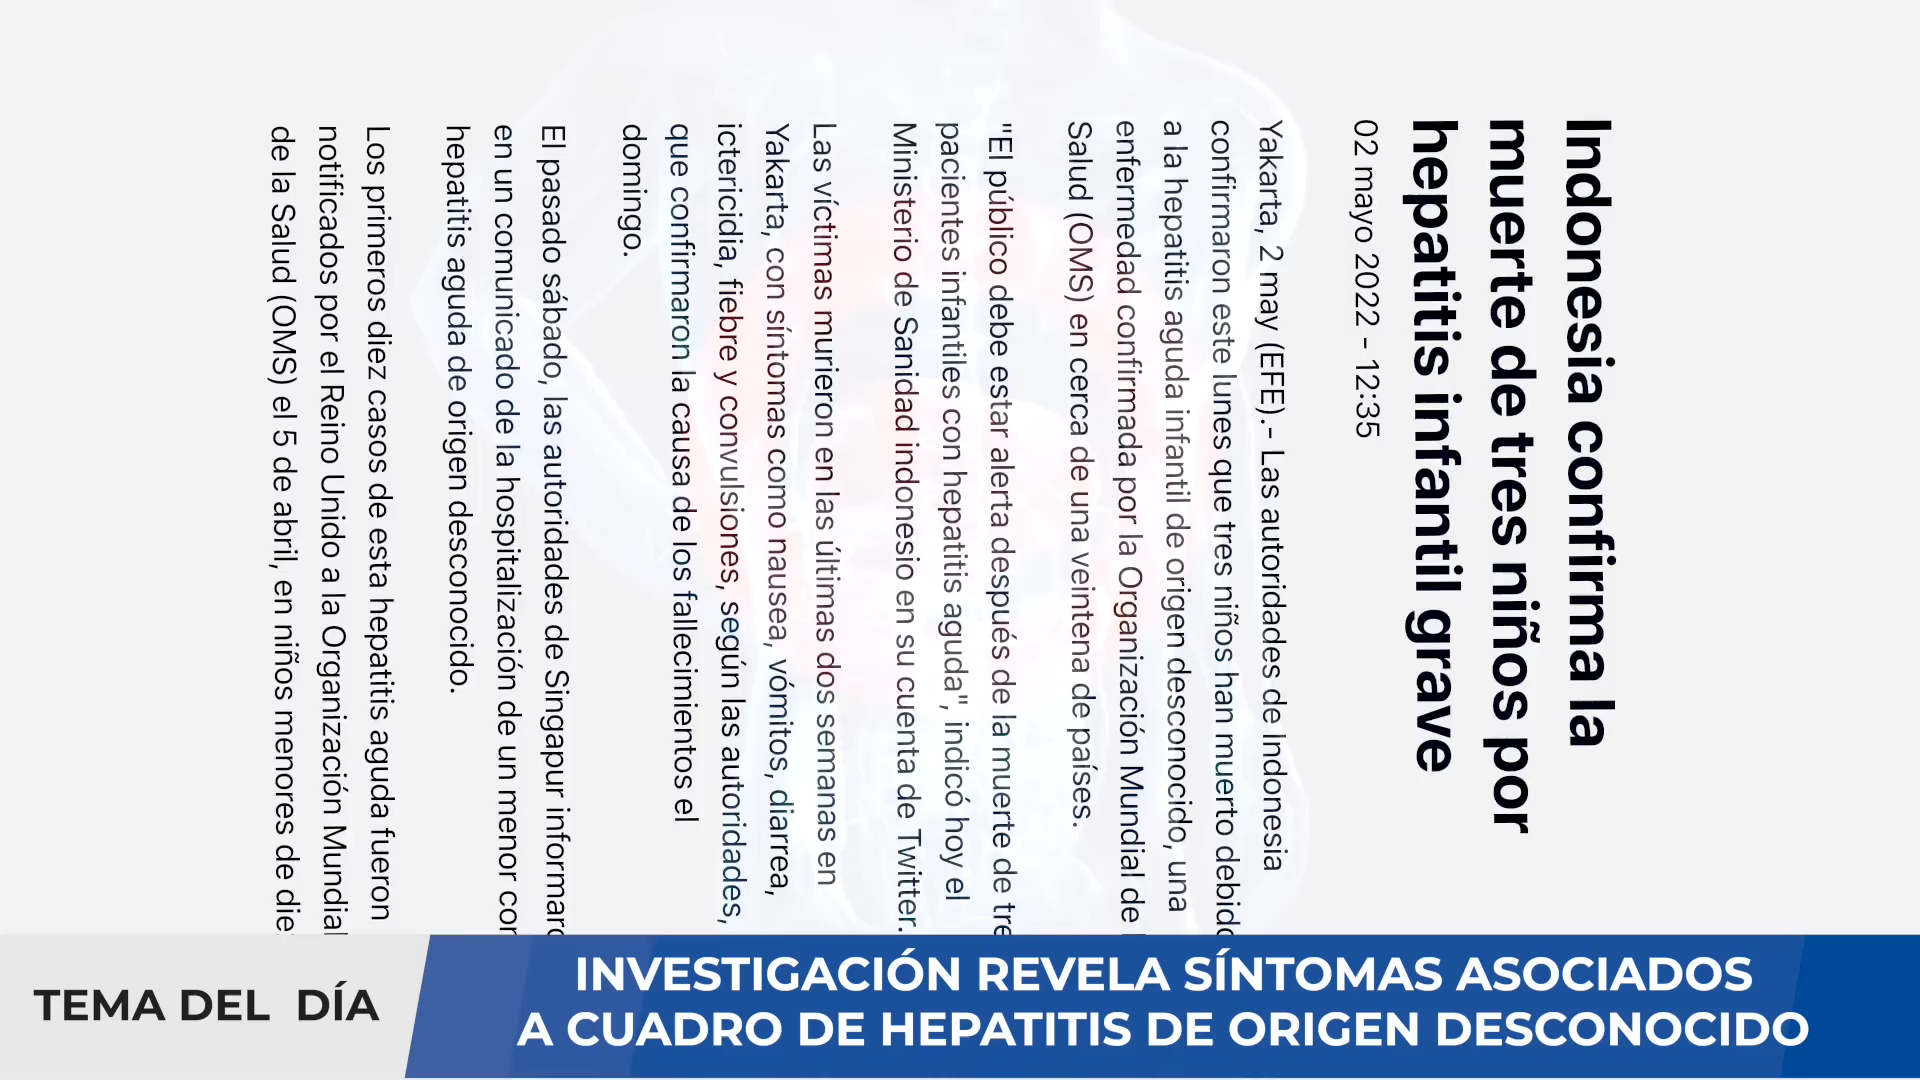 Indonesia confirma la
muerte de tres niños por
hepatitis infantil grave
02 mayo 2022 - 12:35
Yakarta, 2 may (EFE).- Las autoridades de Indonesia
confirmaron este lunes que tres niños han muerto debido
a la hepatitis aguda infantil de origen desconocido, una
enfermedad confirmada por la Organización Mundial de
Salud (OMS) en cerca de una veintena de países.
"El público debe estar alerta después de la muerte de
pacientes infantiles con hepatitis aguda", indicó hoy el
Ministerio de Sanidad indonesio en su cuenta de Twitter.
Las víctimas murieron en las últimas dos semanas en
Yakarta, con síntomas como nausea, vómitos, diarrea,
ictericidia, fiebre y convulsiones, según las autoridades,
que confirmaron la causa de los fallecimientos el
domingo.
El pasado sábado, las autoridades de Singapur
en un comunicado de la hospitalización de un menor
hepatitis aguda de origen desconocido.
Los primeros diez casos de esta hepatitis aguda fueron
notificados por el Reino Unido a la Organización Mundial
de la Salud (OMS) el 5 de abril, en niños menores de
TEMA DEL DÍA
INVESTIGACIÓN REVELA SÍNTOMAS ASOCIADOS
A CUADRO DE HEPATITIS DE ORIGEN DESCONOCIDO